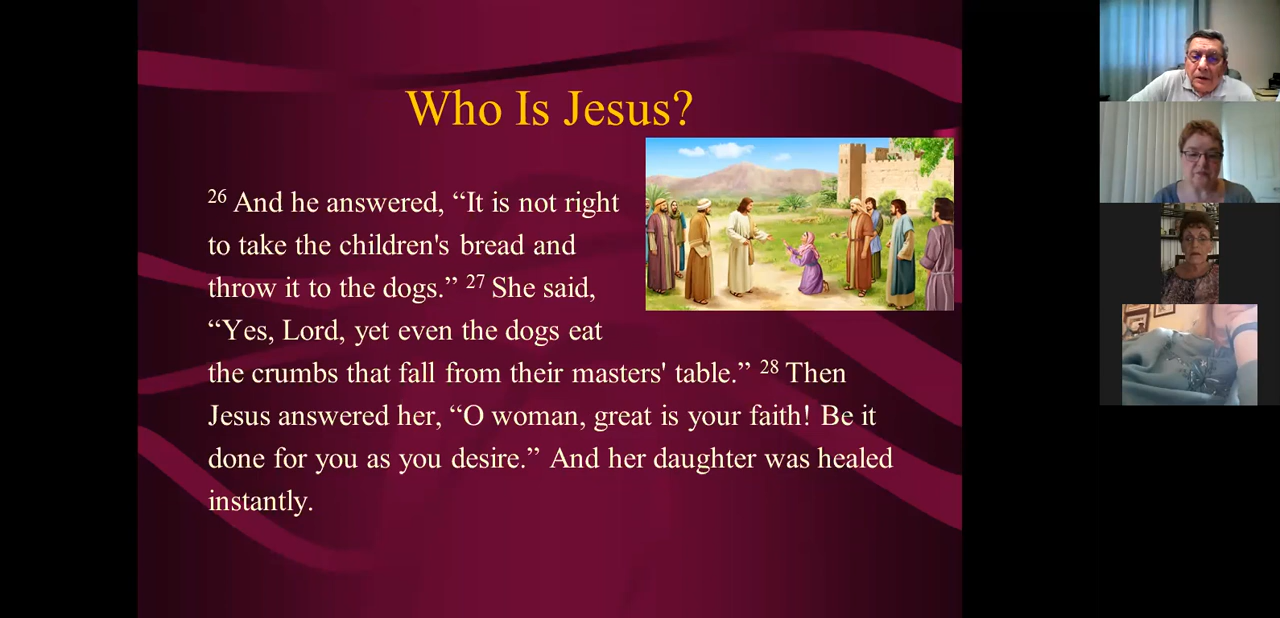 Who Is Jesus?
26 And he answered, “It is not right
to take the children's bread and
throw it to the dogs.” 27 She said,
“Yes, Lord, yet even the dogs eat
the crumbs that fall from their masters' table.” 28 Then
Jesus answered her, “O woman, great is your faith! Be it
done for you as you desire.” And her daughter was healed
instantly.